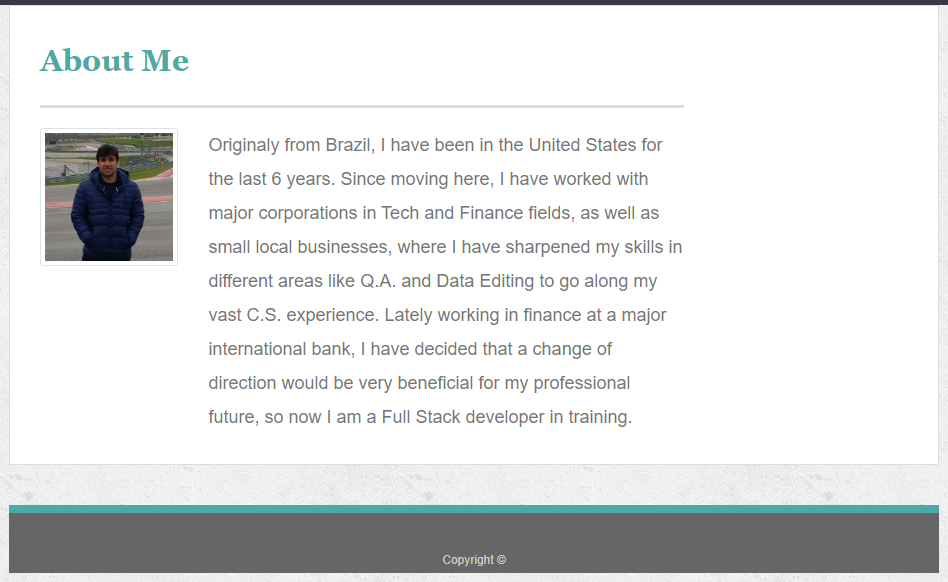 About Me
Originaly from Brazil, I have been in the United States for
the last 6 years. Since moving here, I have worked with
major corporations in Tech and Finance fields, as well as
small local businesses, where I have sharpened my skills in
different areas like Q.A. and Data Editing to go along my
vast C.S. experience. Lately working in finance at a major
international bank, I have decided that a change of
direction would be very beneficial for my professional
future, so now I am a Full Stack developer in training.
Copyright ©